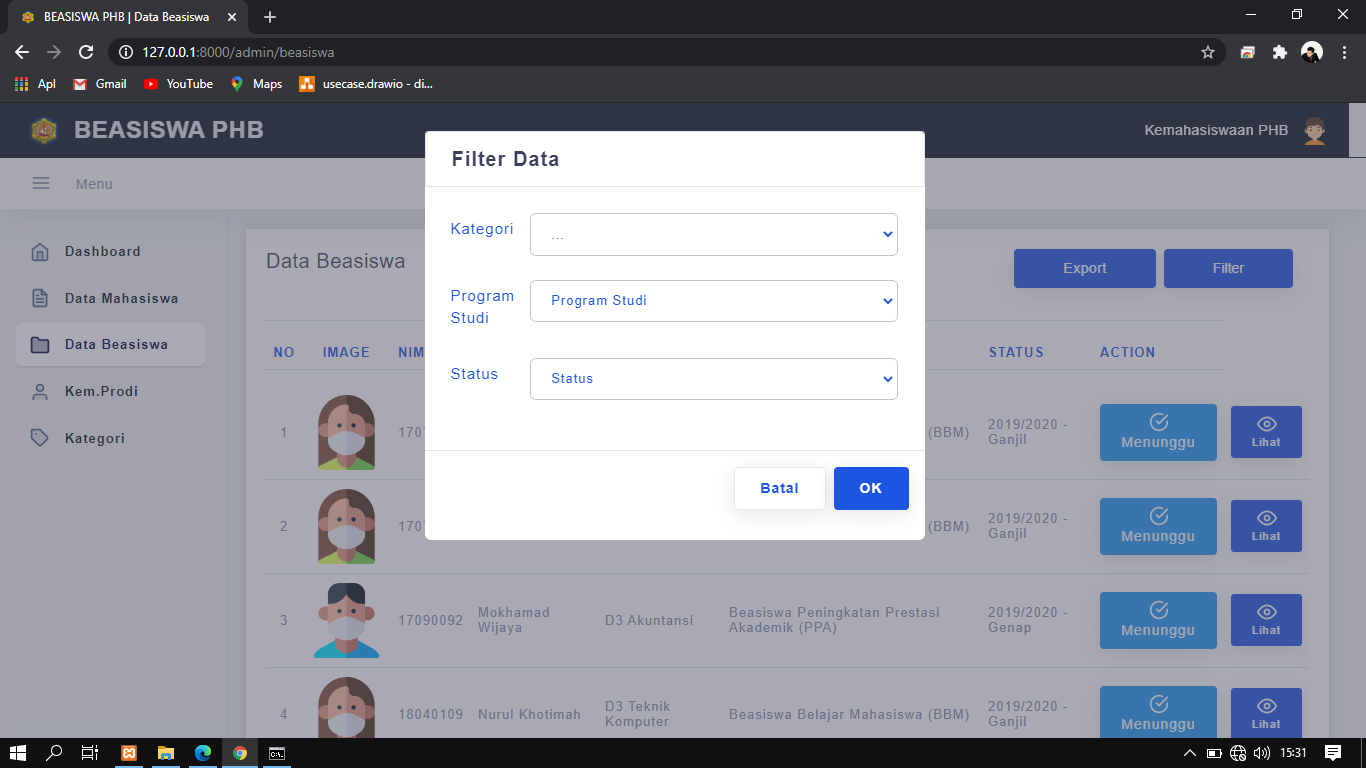 BEASISWA PHB | Data Beasiswa
127.0.0.1:8000/admin/beasiswa
Apl Gmail YouTube Maps usecase.drawio - di...
BEASISWA PHB
Kemahasiswaan PHB
Menu
Dashboard
Data Mahasiswa
Data Beasiswa
Kem.Prodi
Kategori
Data Beasiswa
Export
Filter
Filter Data
Kategori
...
Program
Studi
Program Studi
Status
Status
Batal
OK
NO IMAGE NIM STATUS ACTION
1 (BBM) 2019/2020 -
Ganjil
Menunggu
Lihat
2 (BBM) 2019/2020 -
Ganjil
Menunggu
Lihat
3 17090092 Mokhamad
Wijaya
D3 Akuntansi
Beasiswa Peningkatan Prestasi
Akademik (PPA)
2019/2020 -
Genap
Menunggu
Lihat
4 18040109 Nurul Khotimah
D3 Teknik
Komputer
Beasiswa Belajar Mahasiswa (BBM)
2019/2020 -
Ganjil
Menunggu
Lihat
15:31